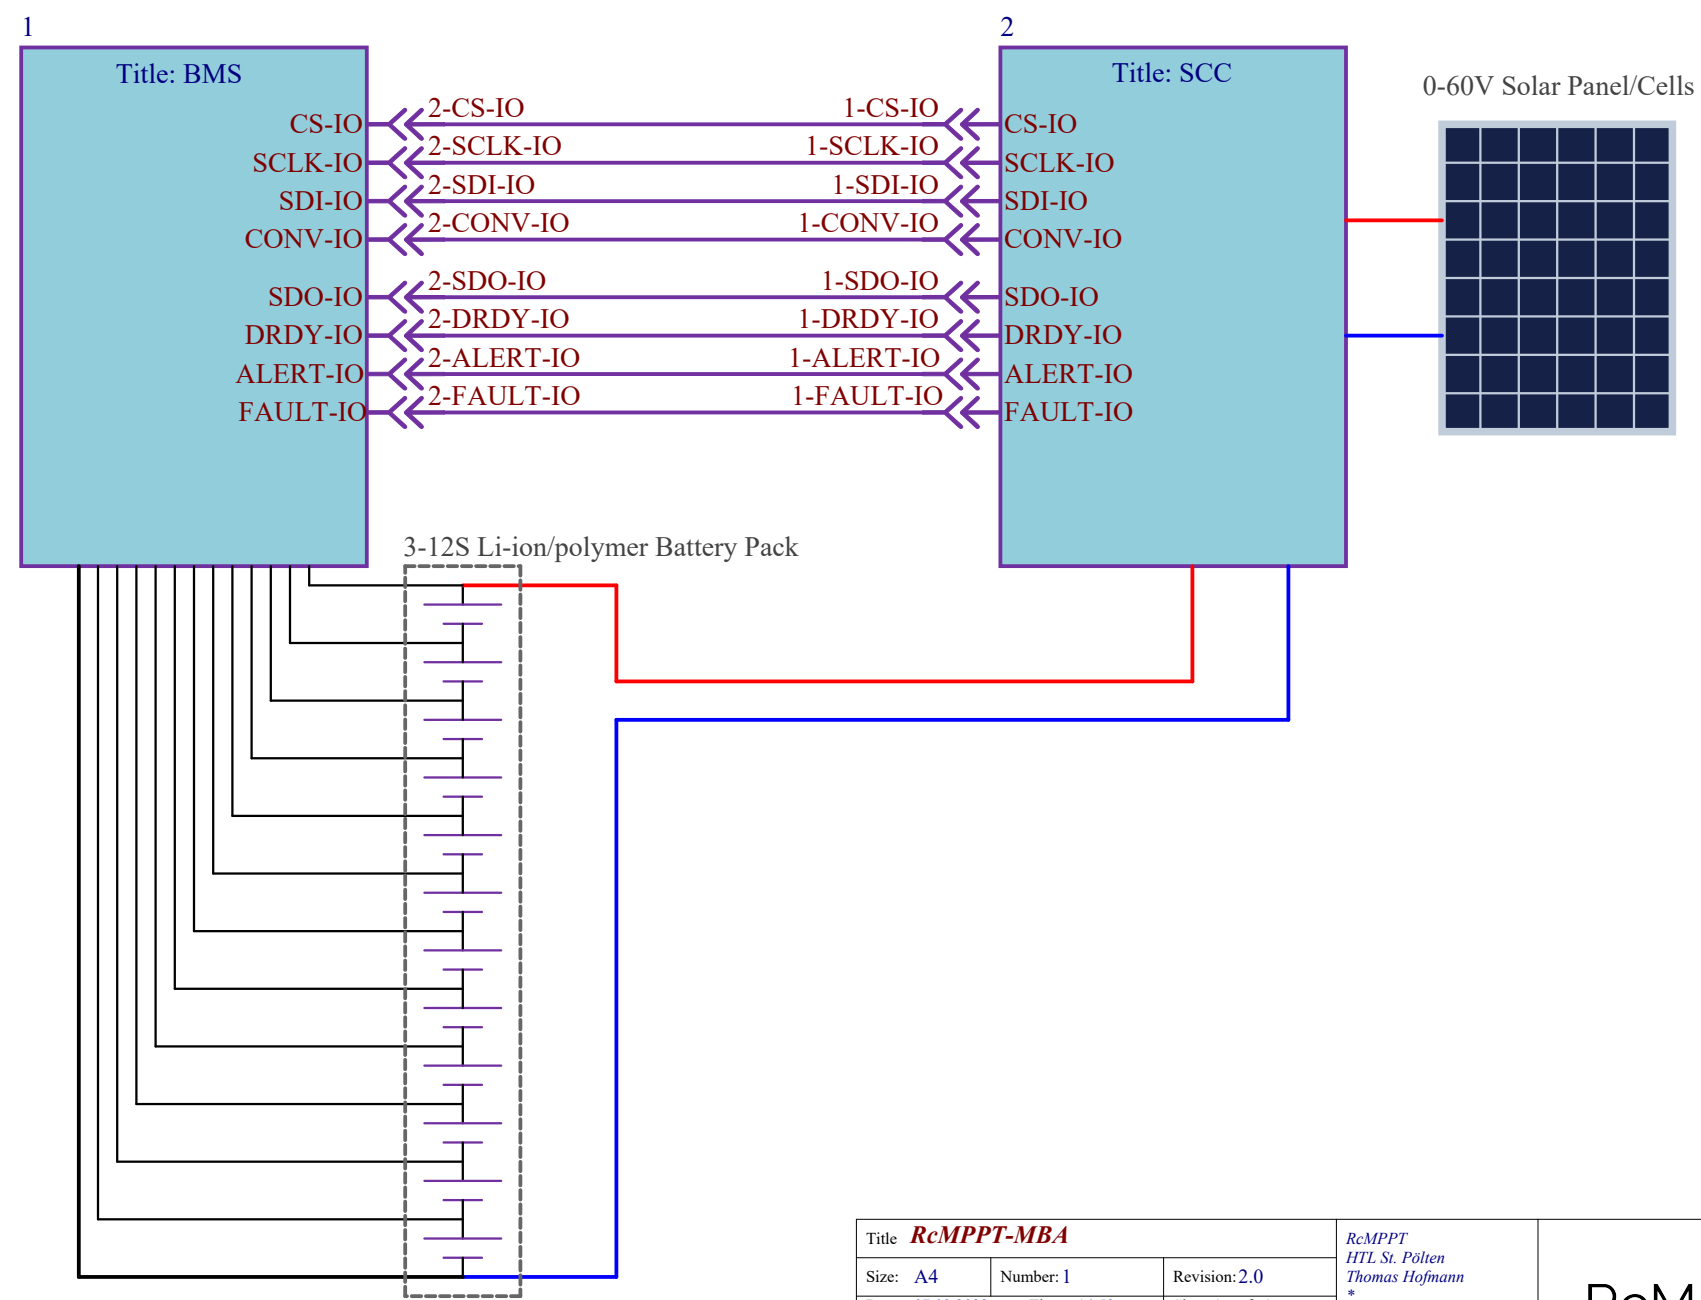 1
Title: BMS
CS-IO
SCLK-IO
SDI-IO
CONV-IO
SDO-IO
DRDY-IO
ALERT-IO
FAULT-IO
2-CS-IO
2-SCLK-IO
2-SDI-IO
2-CONV-IO
2-SDO-IO
2-DRDY-IO
2-ALERT-IO
2-FAULT-IO
1-CS-IO
1-SCLK-IO
1-SDI-IO
1-CONV-IO
1-SDO-IO
1-DRDY-IO
1-ALERT-IO
1-FAULT-IO
2
Title: SCC
CS-IO
SCLK-IO
SDI-IO
CONV-IO
SDO-IO
DRDY-IO
ALERT-IO
FAULT-IO
0-60V Solar Panel/Cells
3-12S Li-ion/polymer Battery Pack
Title RcMPPT-MBA
Size: A4 Number: 1 Revision: 2.0
RcMPPT
HTL St. Pölten
Thomas Hofmann
*